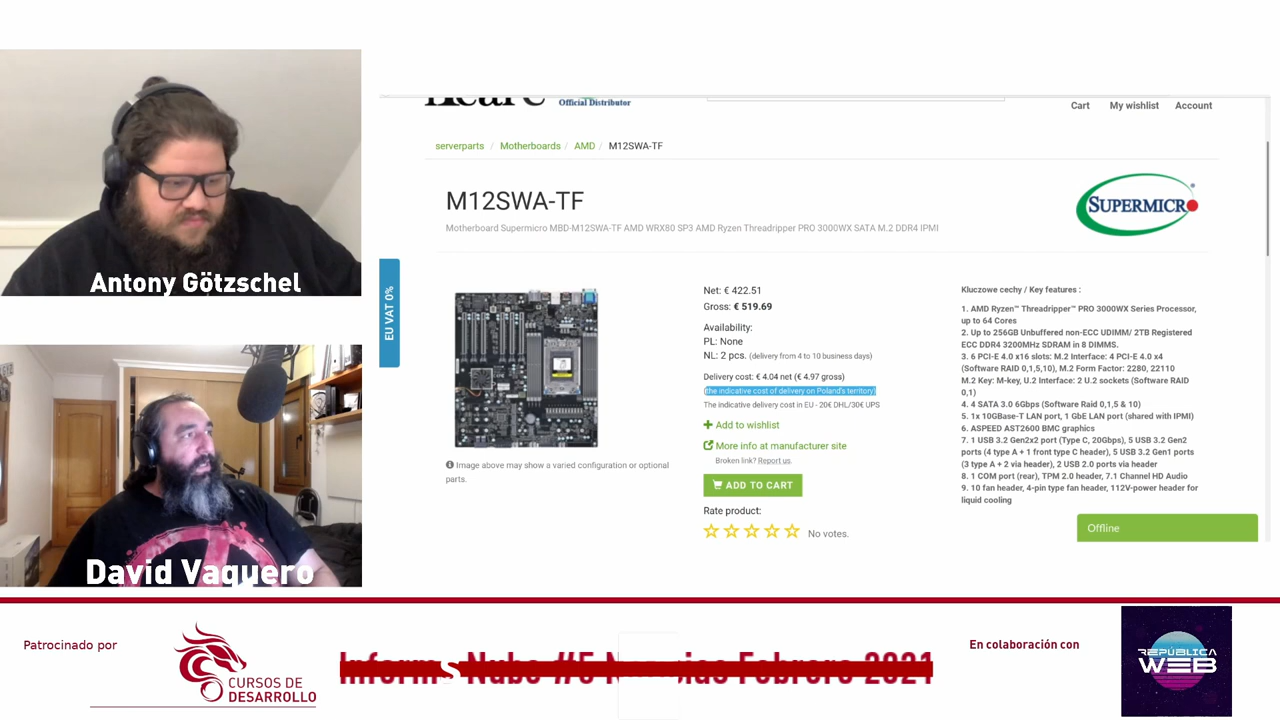 Antony Götzschel
David Vaquero
Official Distributor
Cart My wishlist Account
serverparts / Motherboards / AMD / M12SWA-TF
M12SWA-TF
Motherboard Supermicro MBD-M12SWA-TF AMD WRX80 SP3 AMD Ryzen Threadripper PRO 3000WX SATA M.2 DDR4 IPMI
SUPERMICR
EU VAT 0%
Image above may show a varied configuration or optional
parts.
Net: € 422.51
Gross: € 519.69
Availability:
PL: None
NL: 2 pcs. (delivery from 4 to 10 business days)
Delivery cost: € 4.04 net (€ 4.97 gross)
(the indicative cost of delivery on Poland's territory)
The indicative delivery cost in EU - 20€ DHL/30€ UPS
Add to wishlist
More info at manufacturer site
Broken link? Report us.
ADD TO CART
Rate product:
No votes.
Kluczowe cechy / Key features :
1. AMD Ryzen™ Threadripper™ PRO 3000WX Series Processor,
up to 64 Cores
2. Up to 256GB Unbuffered non-ECC UDIMM/ 2TB Registered
ECC DDR4 3200MHz SDRAM in 8 DIMMS.
3. 6 PCI-E 4.0 x16 slots: M.2 Interface: 4 PCI-E 4.0 x4
(Software RAID 0,1,5,10), M.2 Form Factor: 2280, 22110
M.2 Key: M-key, U.2 Interface: 2 U.2 sockets (Software RAID
0,1)
4. 4 SATA 3.0 6Gbps (Software Raid 0,1,5 & 10)
5. 1x 10GBase-T LAN port, 1 GbE LAN port (shared with IPMI)
6. ASPEED AST2600 BMC graphics
7. 1 USB 3.2 Gen2x2 port (Type C, 20Gbps), 5 USB 3.2 Gen2
ports (4 type A + 1 front type C header), 5 USB 3.2 Gen1 ports
(3 type A + 2 via header), 2 USB 2.0 ports via header
8. 1 COM port (rear), TPM 2.0 header, 7.1 Channel HD Audio
9. 10 fan header, 4-pin type fan header, 112V-power header for
liquid cooling
Offline
Patrocinado por
CURSOS DE
DESARROLLO
Nube #5 Febrero 2021
En colaboración con
REPÚBLICA
WEB